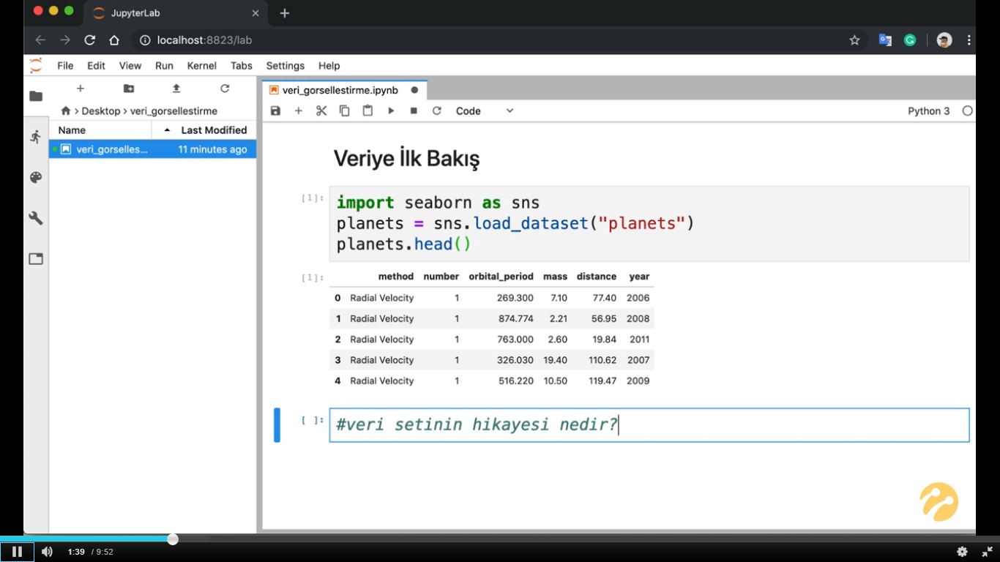 JupyterLab
localhost:8823/lab
File Edit View Run Kernel Tabs Settings Help
veri_gorsellestirme.ipynb
Desktop > veri_gorsellestirme
Code
Python 3
Name Last Modified
veri_gorselles... 11 minutes ago
Veriye İlk Bakış
[1]: import seaborn as sns
planets = sns.load_dataset("planets")
planets.head()
[1]: method number orbital_period mass distance year
0 Radial Velocity 1 269.300 7.10 77.40 2006
1 Radial Velocity 1 874.774 2.21 56.95 2008
2 Radial Velocity 1 763.000 2.60 19.84 2011
3 Radial Velocity 1 326.030 19.40 110.62 2007
4 Radial Velocity 1 516.220 10.50 119.47 2009
[ ]: #veri setinin hikayesi nedir?
1:39 / 9:52